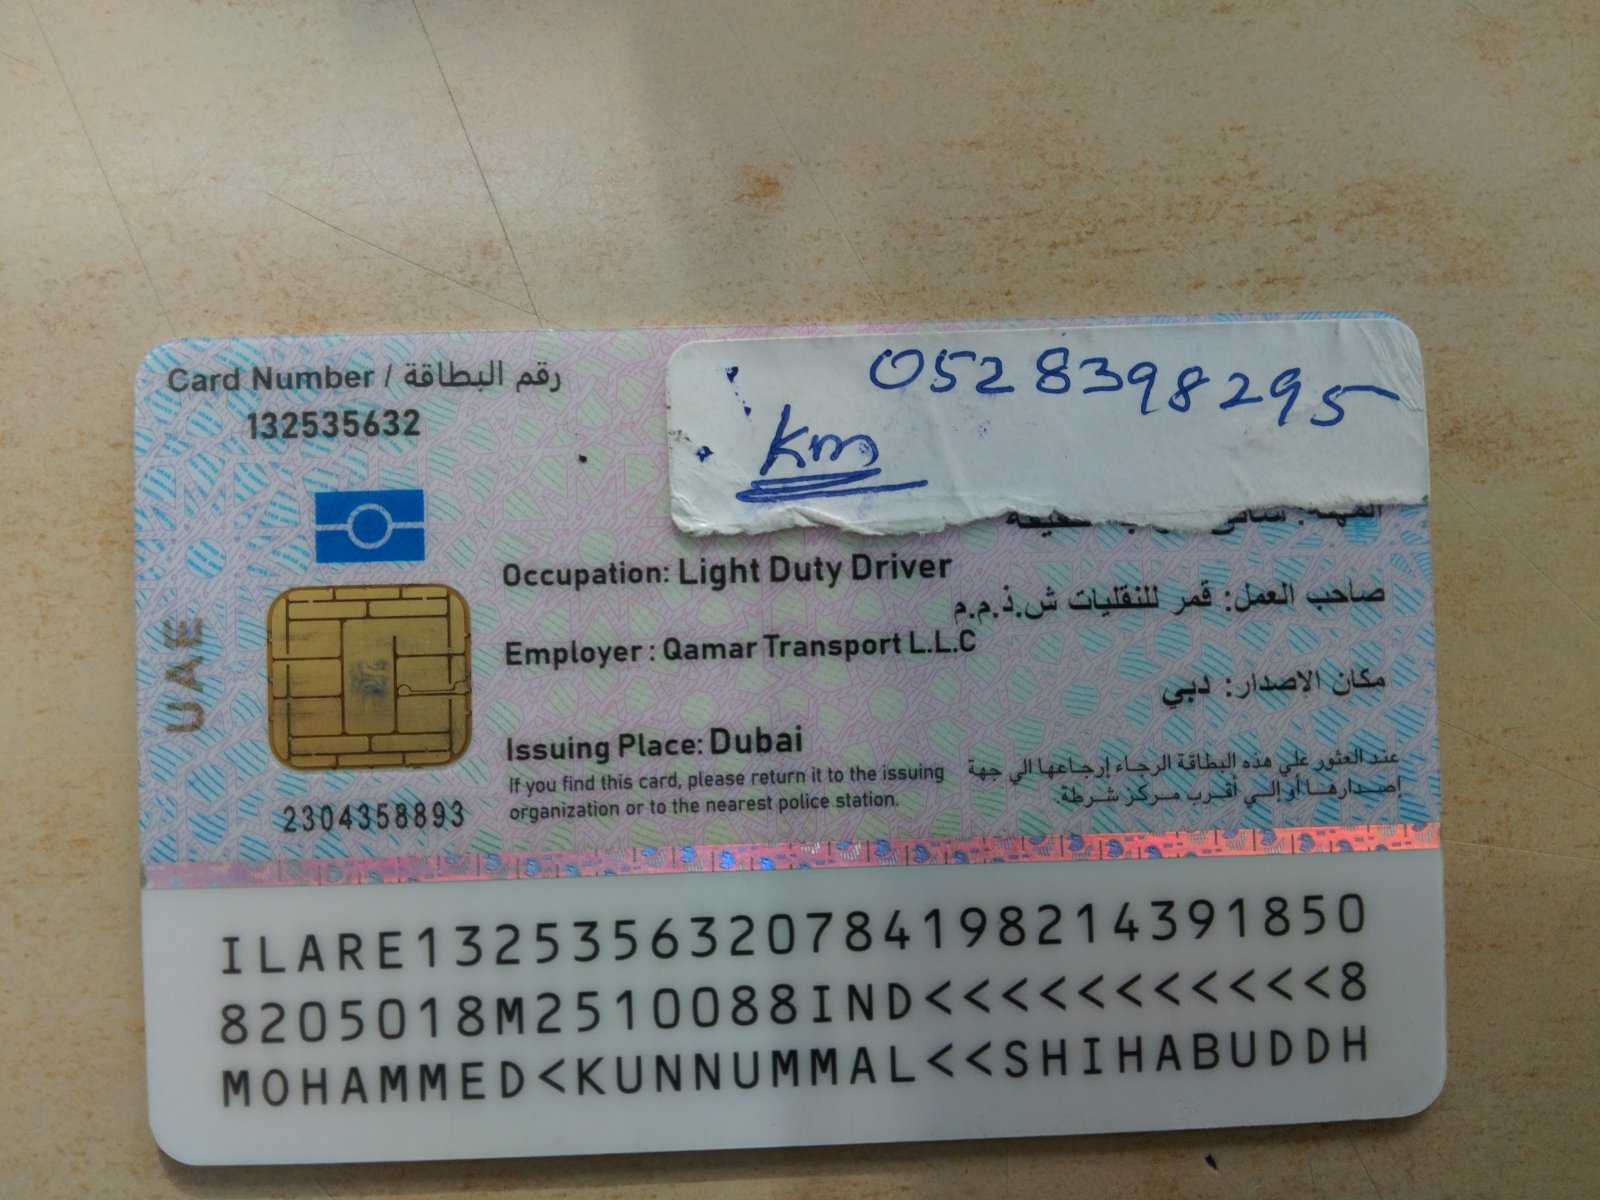 Card Number / رقم البطاقة
132535632
0528398295
km
UAE
Occupation: Light Duty Driver
صاحب العمل: قمر للنقليات ش.ذ.م.م
Employer : Qamar Transport L.L.C
مكان الاصدار: دبي
Issuing Place: Dubai
If you find this card, please return it to the issuing
organization or to the nearest police station.
عند العثور علي هذه البطاقة الرجاء إرجاعها الي جهة
إصدارها أو إلى أقرب مركز شرطة.
2304358893
ILARE1325356320784198214391850
8205018M2510088IND<<<<<<<<<<<8
MOHAMMED<KUNNUMMAL<<SHIHABUDDH